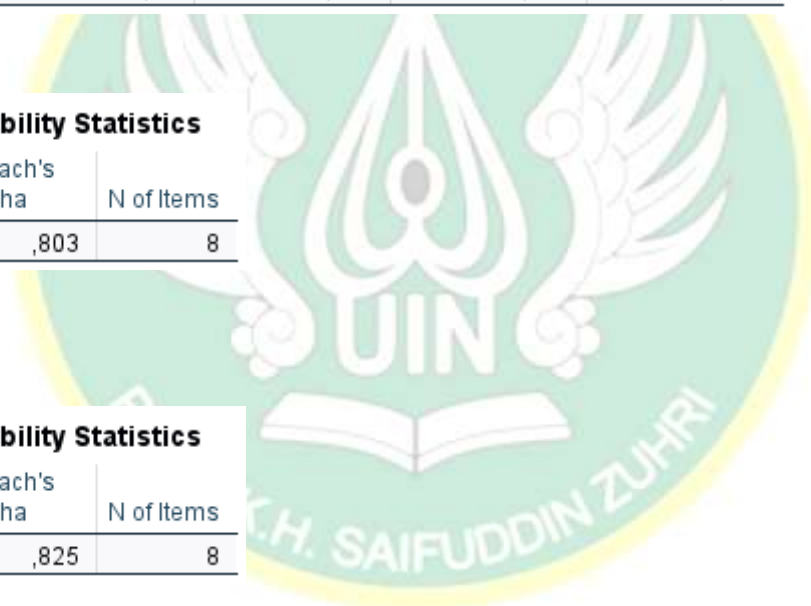 bility Statistics
ach's
ha N of Items
,803 8
UIN
bility Statistics
ach's
ha N of Items
,825 8
K.H. SAIFUDDIN ZUHRI